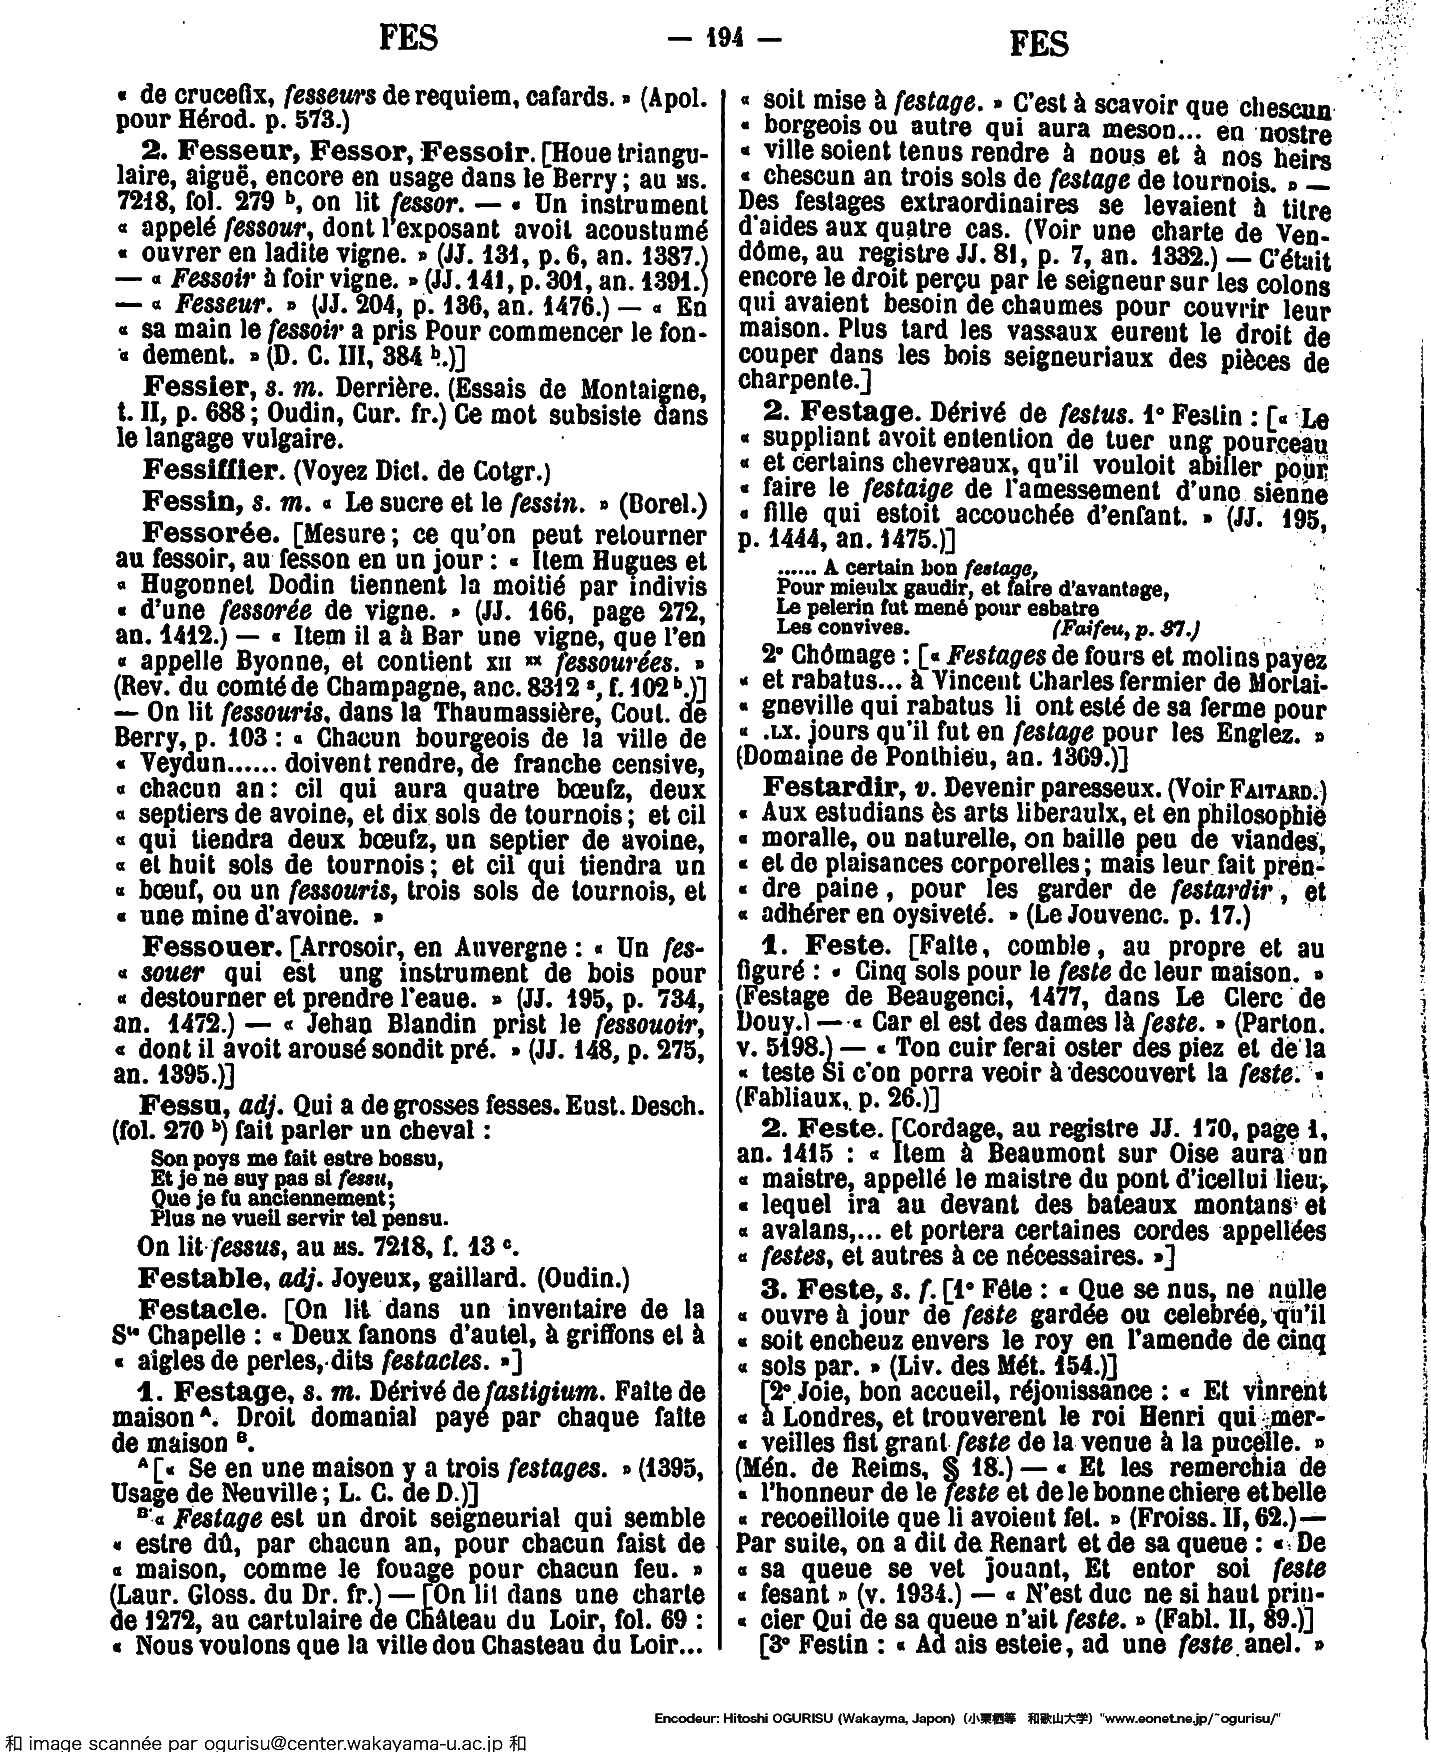 FES
— 194 —
FES
« de crucefix, fesseurs de requiem, cafards. » (Apol.
pour Hérod. p. 573.)
2. Fesseur, Fessor, Fessoir. [Houe triangu-
laire, aiguë, encore en usage dans le Berry ; au MS.
7218, fol. 279 b, on lit fessor. — « Un instrument
« appelé fessour, dont l'exposant avoit acoustumé
« ouvrer en ladite vigne. » (JJ. 131, p. 6, an. 1387.)
— « Fessoir à foir vigne. » (JJ. 141, p. 301, an. 1391.)
— « Fesseur. » (JJ. 204, p. 136, an. 1476.) — « En
« sa main le fessoir a pris Pour commencer le fon-
« dement. » (D. C. III, 384 b.)]
Fessier, s. m. Derrière. (Essais de Montaigne,
t. II, p. 688 ; Oudin, Cur. fr.) Ce mot subsiste dans
le langage vulgaire.
Fessiffier. (Voyez Dict. de Cotgr.)
Fessin, s. m. « Le sucre et le fessin. » (Borel.)
Fessorée. [Mesure ; ce qu'on peut retourner
au fessoir, au fesson en un jour : « Item Hugues et
« Hugonnet Dodin tiennent la moitié par indivis
« d'une fessorée de vigne. » (JJ. 166, page 272,
an. 1412.) — « Item il a à Bar une vigne, que l'en
« appelle Byonne, et contient XII XX fessourées. »
(Rev. du comté de Champagne, anc. 8312 s, f. 102 b.)]
— On lit fessouris, dans la Thaumassière, Cout. de
Berry, p. 103 : « Chacun bourgeois de la ville de
« Veydun...... doivent rendre, de franche censive,
« chacun an : cil qui aura quatre bœufz, deux
« septiers de avoine, et dix sols de tournois ; et cil
« qui tiendra deux bœufz, un septier de avoine,
« et huit sols de tournois ; et cil qui tiendra un
« bœuf, ou un fessouris, trois sols de tournois, et
« une mine d'avoine. »
Fessouer. [Arrosoir, en Auvergne : « Un fes-
« souer qui est ung instrument de bois pour
« destourner et prendre l'eaue. » (JJ. 195, p. 734,
an. 1472.) — « Jehan Blandin prist le fessouoir,
« dont il avoit arousé sondit pré. » (JJ. 148, p. 275,
an. 1395.)]
Fessu, adj. Qui a de grosses fesses. Eust. Desch.
(fol. 270 b) fait parler un cheval :
Son poys me fait estre bossu,
Et je ne suy pas si fessu,
Que je fu anciennement ;
Plus ne vueil servir tel pensu.
On lit fessus, au MS. 7218, f. 13 c.
Festable, adj. Joyeux, gaillard. (Oudin.)
Festacle. [On lit dans un inventaire de la
Ste Chapelle : « Deux fanons d'autel, à griffons et à
« aigles de perles, dits festacles. »]
1. Festage, s. m. Dérivé de fastigium. Faite de
maison A. Droit domanial payé par chaque faite
de maison B.
A [« Se en une maison y a trois festages. » (1395,
Usage de Neuville ; L. C. de D.)]
B « Festage est un droit seigneurial qui semble
« estre dû, par chacun an, pour chacun faist de
« maison, comme le fouage pour chacun feu. »
(Laur. Gloss. du Dr. fr.) — [On lit dans une charte
de 1272, au cartulaire de Château du Loir, fol. 69 :
« Nous voulons que la ville dou Chasteau du Loir...
« soit mise à festage. » C'est à scavoir que chescun
« borgeois ou autre qui aura meson... en nostre
« ville soient tenus rendre à nous et à nos heirs
« chescun an trois sols de festage de tournois. » —
Des festages extraordinaires se levaient à titre
d'aides aux quatre cas. (Voir une charte de Ven-
dôme, au registre JJ. 81, p. 7, an. 1332.) — C'était
encore le droit perçu par le seigneur sur les colons
qui avaient besoin de chaumes pour couvrir leur
maison. Plus tard les vassaux eurent le droit de
couper dans les bois seigneuriaux des pièces de
charpente.]
2. Festage. Dérivé de festus. 1° Festin : [« Le
« suppliant avoit entention de tuer ung pourceau
« et certains chevreaux, qu'il vouloit abiller pour
« faire le festaige de l'amessement d'une sienne
« fille qui estoit accouchée d'enfant. » (JJ. 195,
p. 1444, an. 1475.)]
...... A certain bon festage,
Pour mieulx gaudir, et faire d'avantage,
Le pelerin fut mené pour esbatre
Les convives. (Faifeu, p. 37.)
2° Chômage : [« Festages de fours et molins payez
« et rabatus... à Vincent Charles fermier de Morlai-
« gneville qui rabatus li ont esté de sa ferme pour
« .LX. jours qu'il fut en festage pour les Englez. »
(Domaine de Ponthieu, an. 1369.)]
Festardir, v. Devenir paresseux. (Voir FAITARD.)
« Aux estudians ès arts liberaulx, et en philosophie
« moralle, ou naturelle, on baille peu de viandes,
« et de plaisances corporelles ; mais leur fait pren-
« dre paine, pour les garder de festardir, et
« adhérer en oysiveté. » (Le Jouvenc. p. 17.)
1. Feste. [Faîte, comble, au propre et au
figuré : « Cinq sols pour le feste de leur maison. »
(Festage de Beaugenci, 1477, dans Le Clerc de
Douy.) — « Car el est des dames là feste. » (Parton.
v. 5198.) — « Ton cuir ferai oster des piez et de la
« teste Si c'on porra veoir à descouvert la feste. »
(Fabliaux, p. 26.)]
2. Feste. [Cordage, au registre JJ. 170, page 1,
an. 1415 : « Item à Beaumont sur Oise aura un
« maistre, appellé le maistre du pont d'icellui lieu,
« lequel ira au devant des bateaux montans et
« avalans,... et portera certaines cordes appellées
« festes, et autres à ce nécessaires. »]
3. Feste, s. f. [1° Fête : « Que se nus, ne nulle
« ouvre à jour de feste gardée ou celebrée, qu'il
« soit encheuz envers le roy en l'amende de cinq
« sols par. » (Liv. des Mét. 154.)]
[2° Joie, bon accueil, réjouissance : « Et vinrent
« à Londres, et trouverent le roi Henri qui mer-
« veilles fist grant feste de la venue à la pucelle. »
(Mén. de Reims, § 18.) — « Et les remerchia de
« l'honneur de le feste et de le bonne chiere et belle
« recoeilloite que li avoient fet. » (Froiss. II, 62.) —
Par suite, on a dit de Renart et de sa queue : « De
« sa queue se vet jouant, Et entor soi feste
« fesant » (v. 1934.) — « N'est duc ne si haut prin-
« cier Qui de sa queue n'ait feste. » (Fabl. II, 89.)]
[3° Festin : « Ad ais esteie, ad une feste anel. »
Encodeur: Hitoshi OGURISU (Wakayma, Japon) (小栗栖等 和歌山大学) "www.eonet.ne.jp/~ogurisu/"
和 image scannée par ogurisu@center.wakayama-u.ac.jp 和